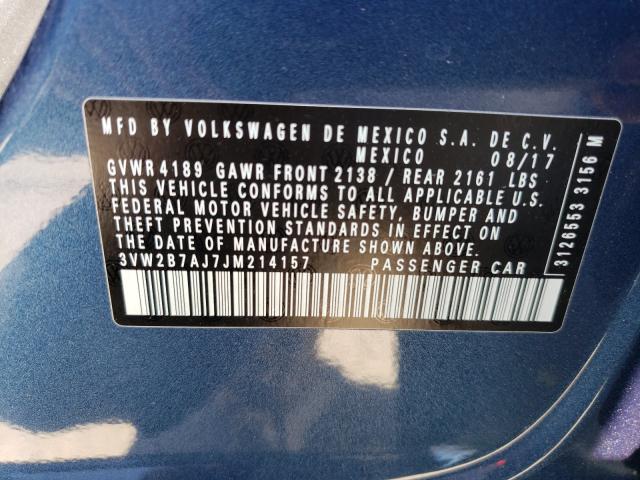 MFD BY VOLKSWAGEN DE MEXICO S.A. DE C.V.
MEXICO 08/17
GVWR 4189 GAWR FRONT 2138 / REAR 2161 LBS
THIS VEHICLE CONFORMS TO ALL APPLICABLE U.S.
FEDERAL MOTOR VEHICLE SAFETY, BUMPER AND
THEFT PREVENTION STANDARDS IN EFFECT ON
THE DATE OF MANUFACTURE SHOWN ABOVE.
3VW2B7AJ7JM214157 PASSENGER CAR
3126553 3156 M